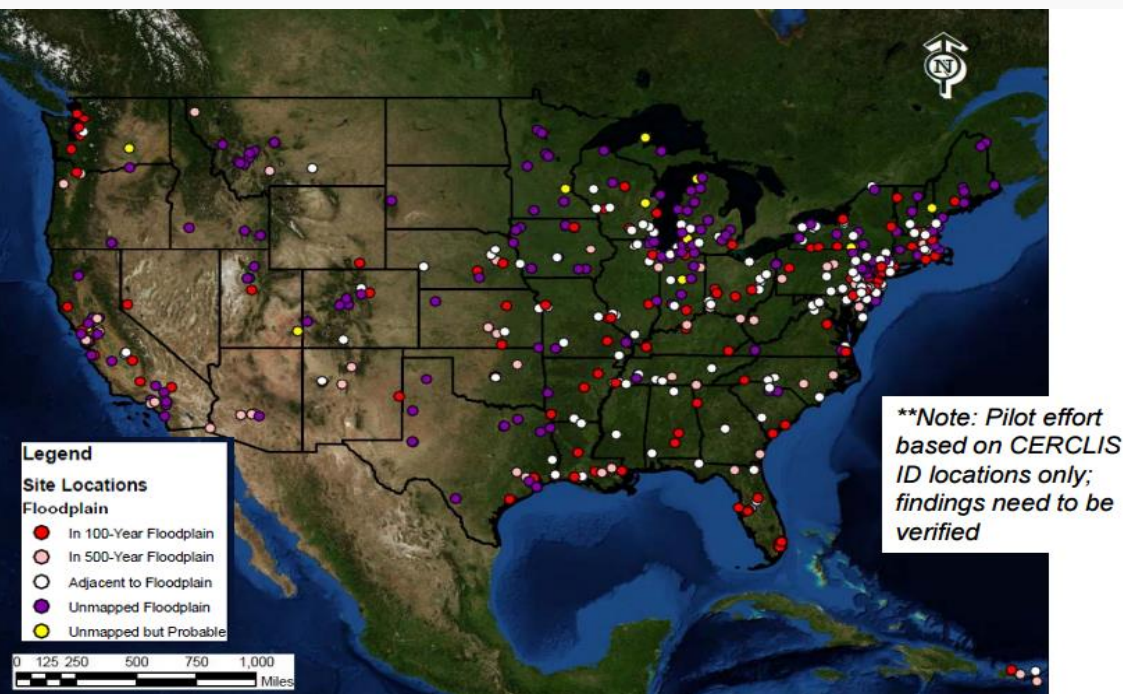 N
**Note: Pilot effort
based on CERCLIS
ID locations only;
findings need to be
verified
Legend
Site Locations
Floodplain
In 100-Year Floodplain
In 500-Year Floodplain
Adjacent to Floodplain
Unmapped Floodplain
Unmapped but Probable
0 125 250 500 750 1,000
Miles